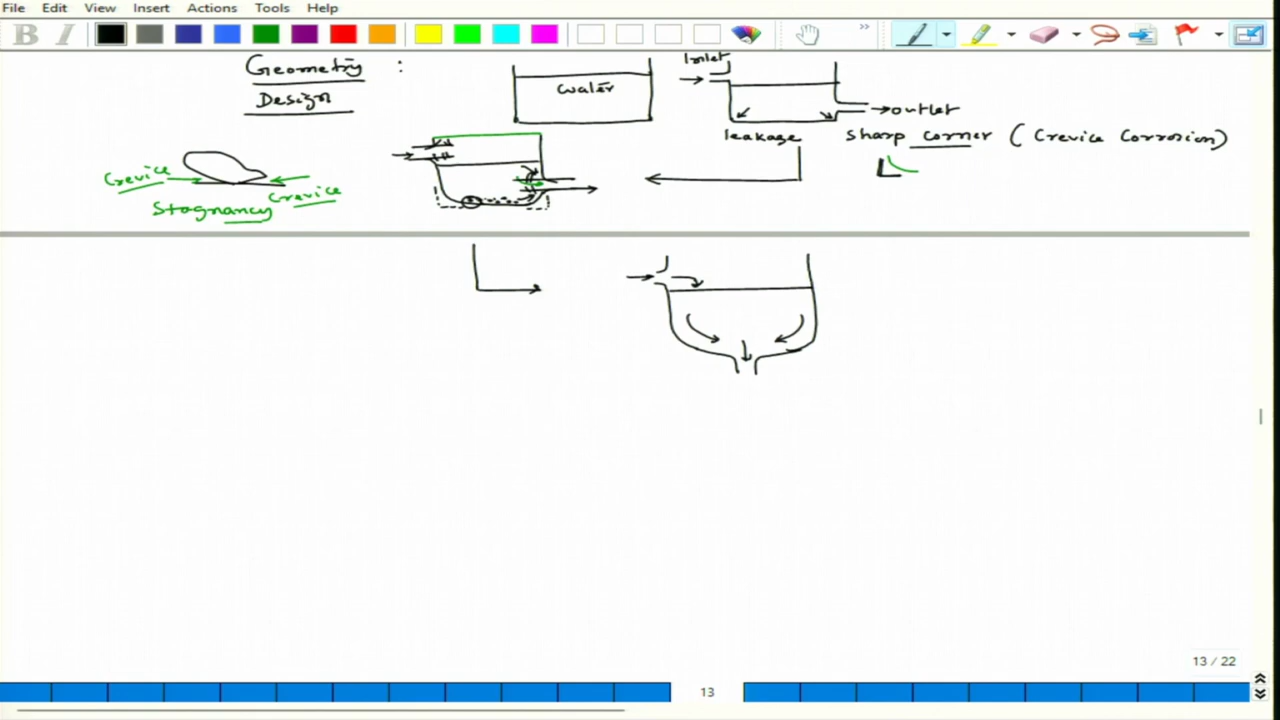 File Edit View Insert Actions Tools Help
B I
Geometry :
Design
water
Inlet
→outlet
leakage sharp corner (Crevice Corrosion)
Crevice
Crevice
Stagnancy
13 / 22
13